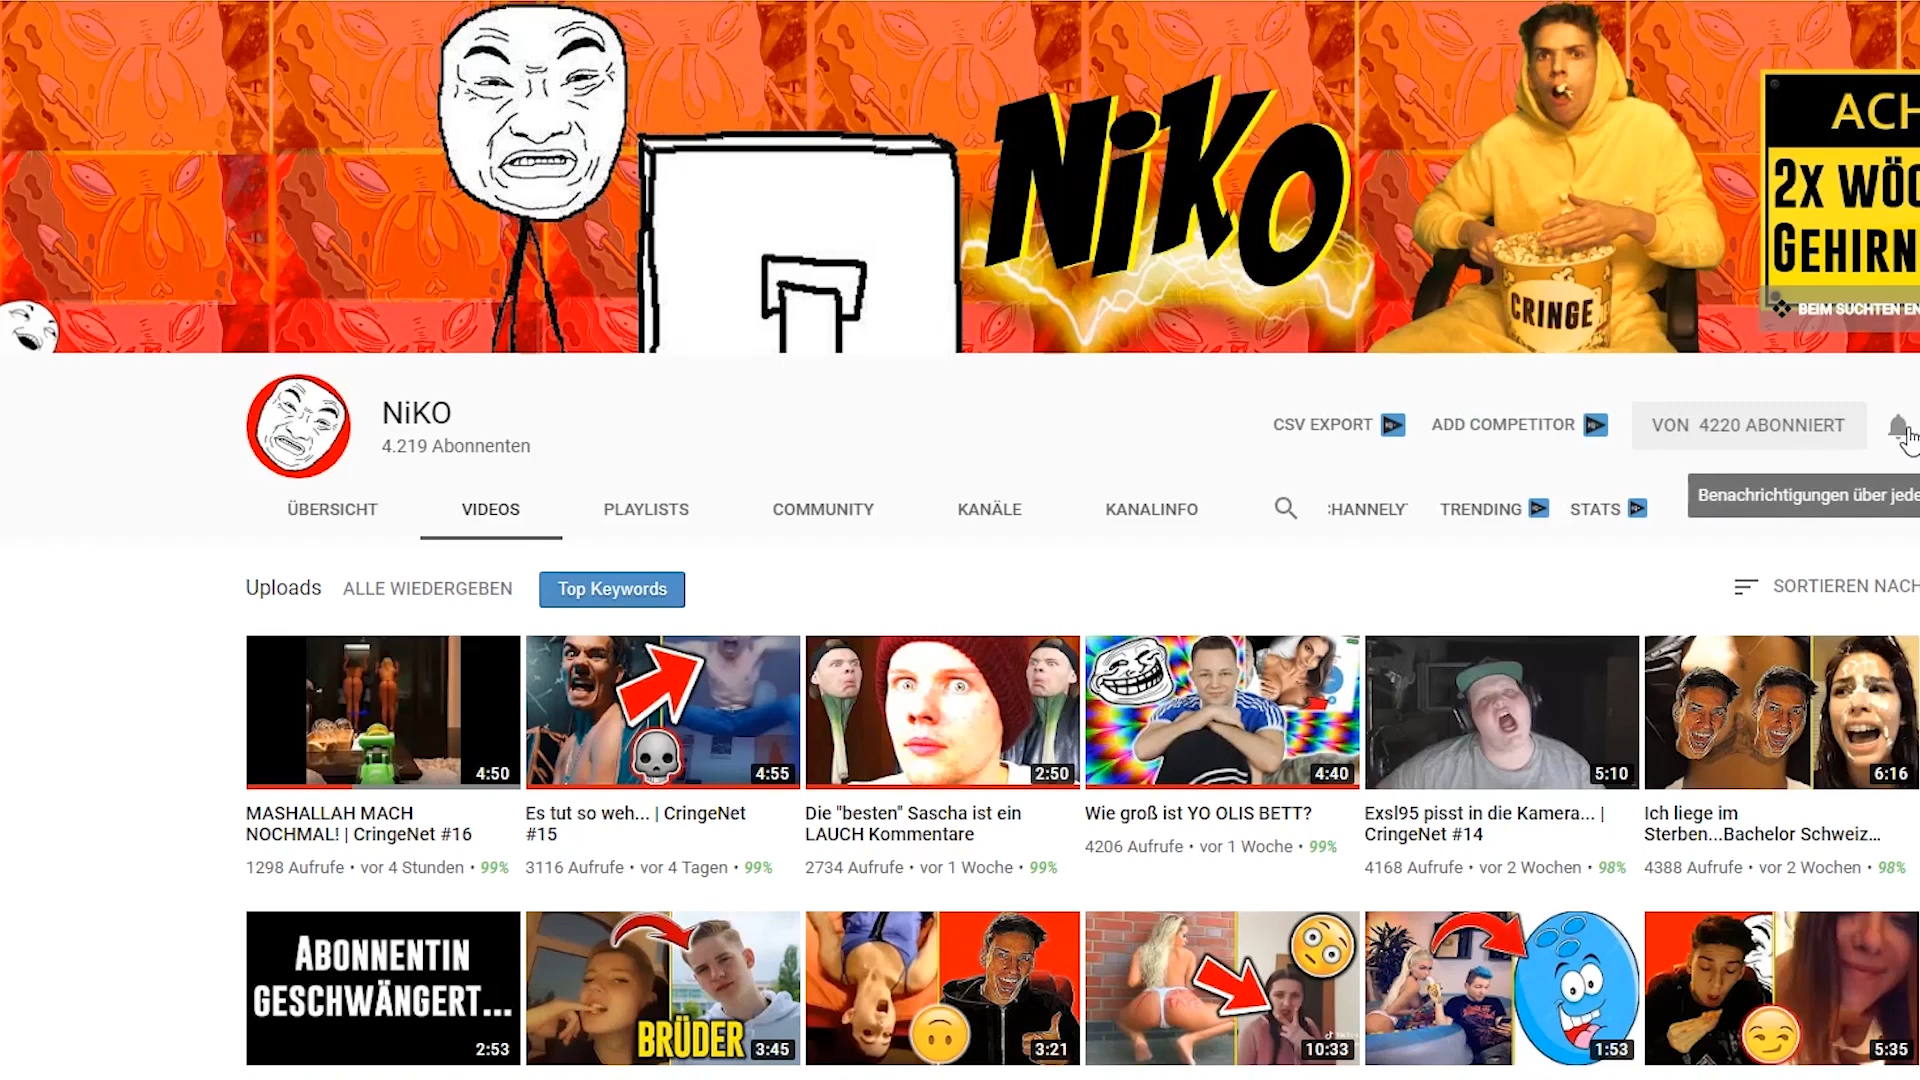 NiKO
ACH
2X WÖC
GEHIRN
CRINGE
BEIM SUCHTEN EN
NiKO
4.219 Abonnenten
CSV EXPORT
ADD COMPETITOR
VON 4220 ABONNIERT
ÜBERSICHT
VIDEOS
PLAYLISTS
COMMUNITY
KANÄLE
KANALINFO
HANNELY
TRENDING
STATS
Benachrichtigungen über jede
Uploads
ALLE WIEDERGEBEN
Top Keywords
SORTIEREN NACH
4:50
4:55
2:50
4:40
5:10
6:16
MASHALLAH MACH
NOCHMAL! | CringeNet #16
1298 Aufrufe • vor 4 Stunden • 99%
Es tut so weh... | CringeNet
#15
3116 Aufrufe • vor 4 Tagen • 99%
Die "besten" Sascha ist ein
LAUCH Kommentare
2734 Aufrufe • vor 1 Woche • 99%
Wie groß ist YO OLIS BETT?
4206 Aufrufe • vor 1 Woche • 99%
Exsl95 pisst in die Kamera... |
CringeNet #14
4168 Aufrufe • vor 2 Wochen • 98%
Ich liege im
Sterben...Bachelor Schweiz...
4388 Aufrufe • vor 2 Wochen • 98%
ABONNENTIN
GESCHWÄNGERT...
2:53
BRÜDER
3:45
3:21
10:33
1:53
5:35